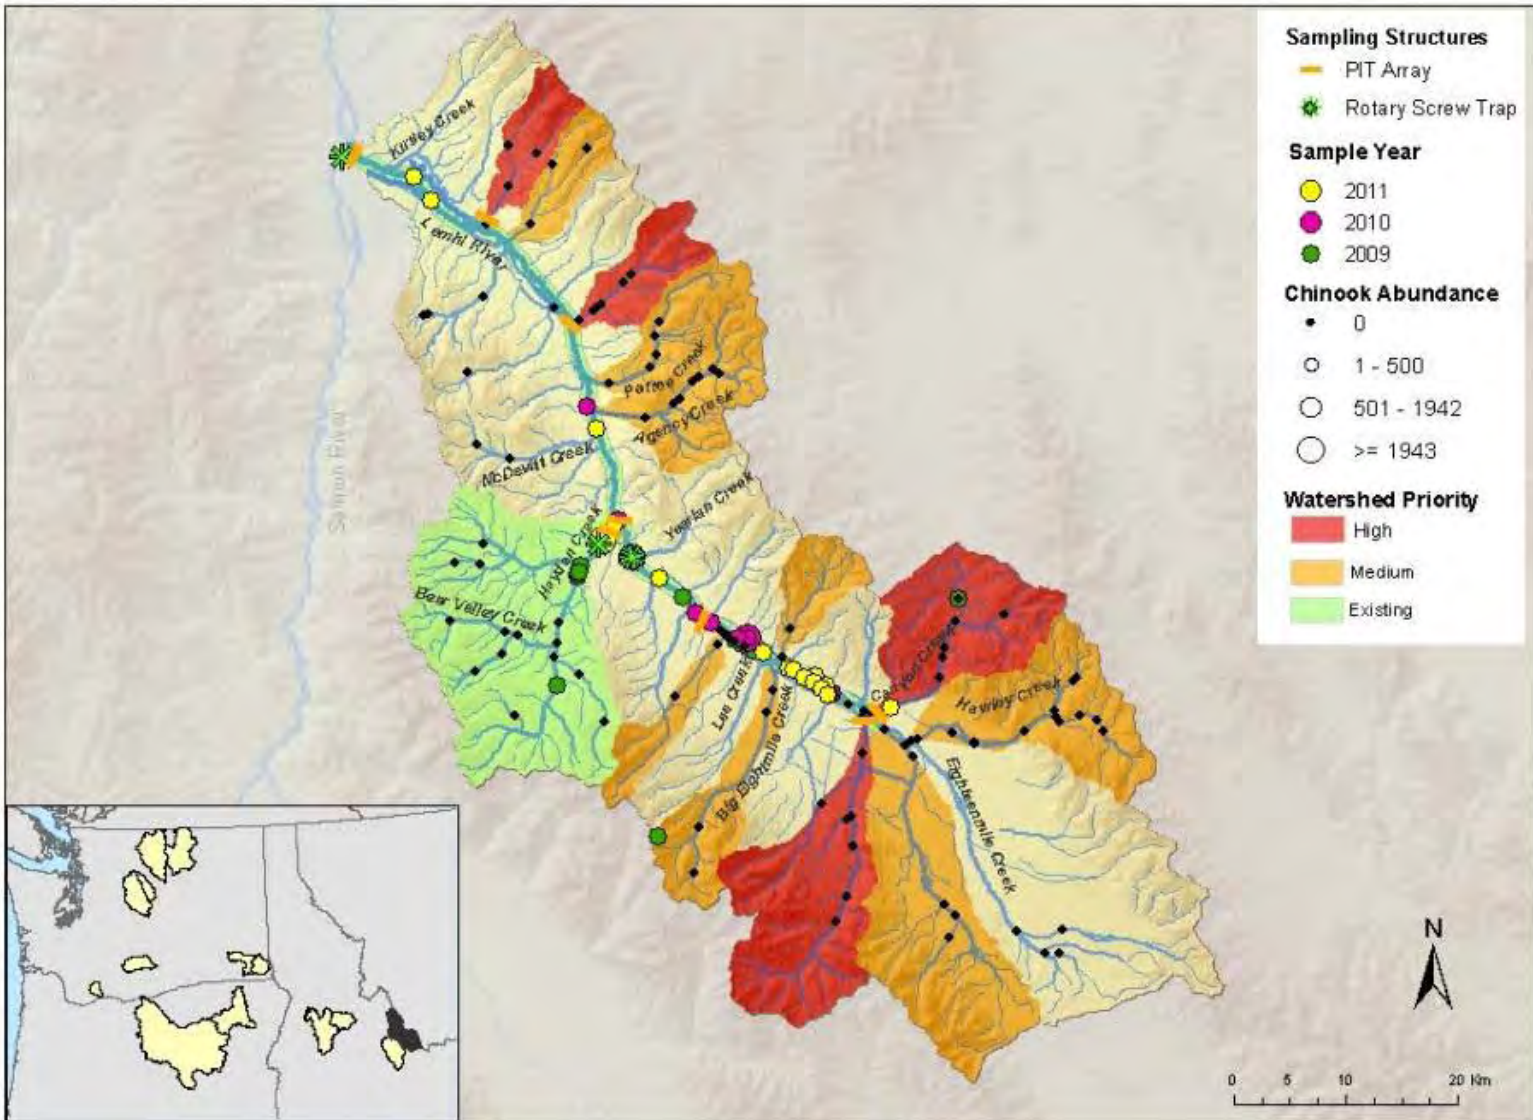 Sampling Structures
PIT Array
Rotary Screw Trap
Sample Year
2011
2010
2009
Chinook Abundance
0
1 - 500
501 - 1942
>= 1943
Watershed Priority
High
Medium
Existing
Kirtley Creek
Lemhi River
Salmon River
Pattee Creek
Agency Creek
McDevitt Creek
Yearian Creek
Hayden Creek
Bear Valley Creek
Lee Creek
Big Eightmile Creek
Canyon Creek
Hawley Creek
Eighteenmile Creek
N
0 5 10 20 Km